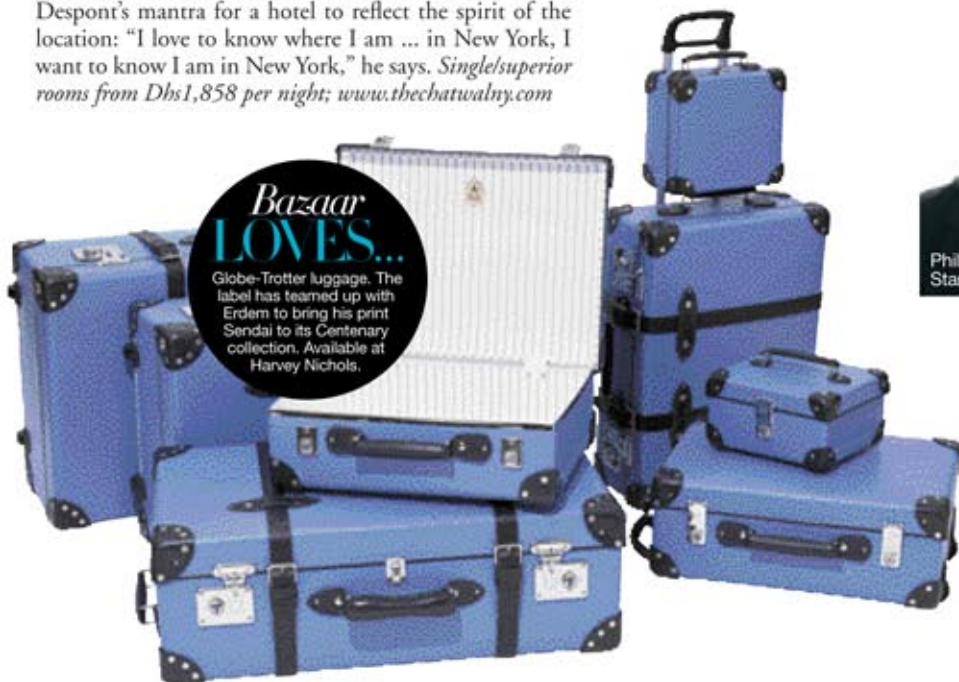 Despont's mantra for a hotel to reflect the spirit of the
location: "I love to know where I am ... in New York, I
want to know I am in New York," he says. Single/superior
rooms from Dhs1,858 per night; www.thechatwalny.com
Bazaar
LOVES...
Globe-Trotter luggage. The
label has teamed up with
Erdem to bring his print
Sendai to its Centenary
collection. Available at
Harvey Nichols.